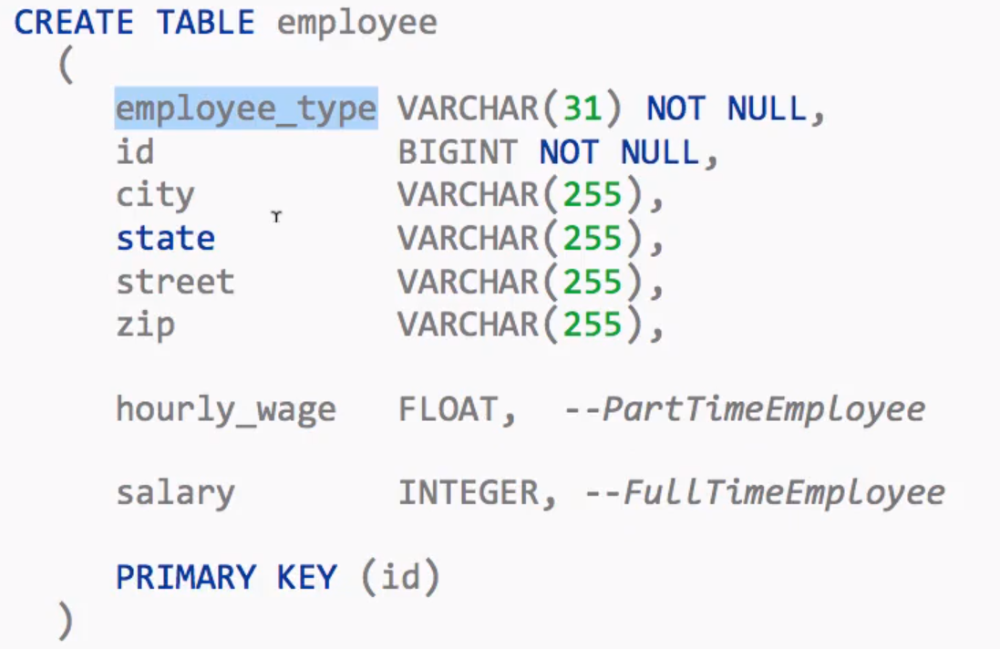 CREATE TABLE employee
(
employee_type VARCHAR(31) NOT NULL,
id BIGINT NOT NULL,
city VARCHAR(255),
state VARCHAR(255),
street VARCHAR(255),
zip VARCHAR(255),
hourly_wage FLOAT, --PartTimeEmployee
salary INTEGER, --FullTimeEmployee
PRIMARY KEY (id)
)